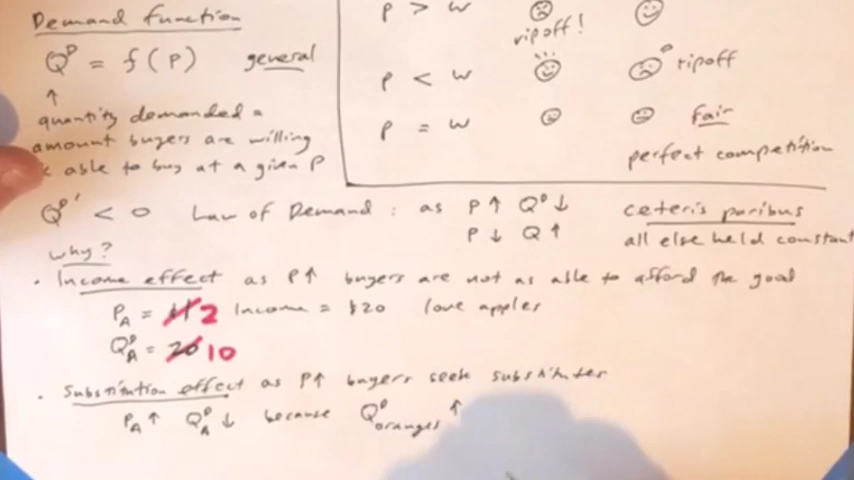 Demand function
Q^D = f(P) general
↑
quantity demanded =
amount buyers are willing
& able to buy at a given P
P > W
ripoff!
P < W ripoff
P = W fair
perfect competition
Q^D' < 0 Law of Demand: as P↑ Q^D↓ ceteris paribus
P↓ Q↑ all else held constant
why?
· Income effect as P↑ buyers are not as able to afford the good
P_A = $1 2 Income = $20 love apples
Q^D_A = 20 10
· Substitution effect as P↑ buyers seek substitutes
P_A↑ Q^D_A↓ because Q^D_oranges ↑